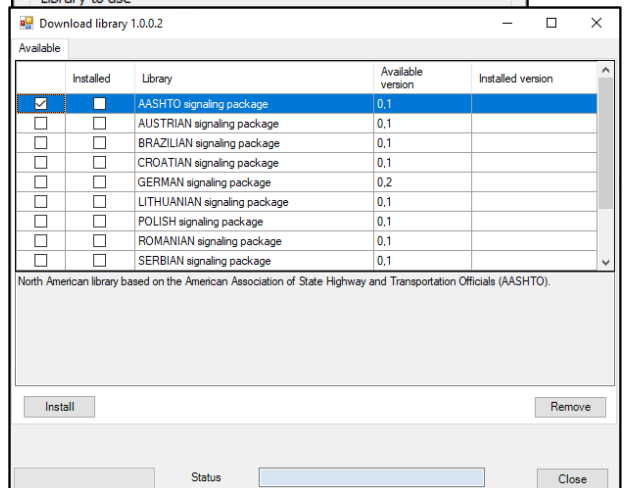 Library to use
Download library 1.0.0.2
Available
Installed Library Available version Installed version
AASHTO signaling package 0,1
AUSTRIAN signaling package 0,1
BRAZILIAN signaling package 0,1
CROATIAN signaling package 0,1
GERMAN signaling package 0,2
LITHUANIAN signaling package 0,1
POLISH signaling package 0,1
ROMANIAN signaling package 0,1
SERBIAN signaling package 0,1
North American library based on the American Association of State Highway and Transportation Officials (AASHTO).
Install Remove
Status Close